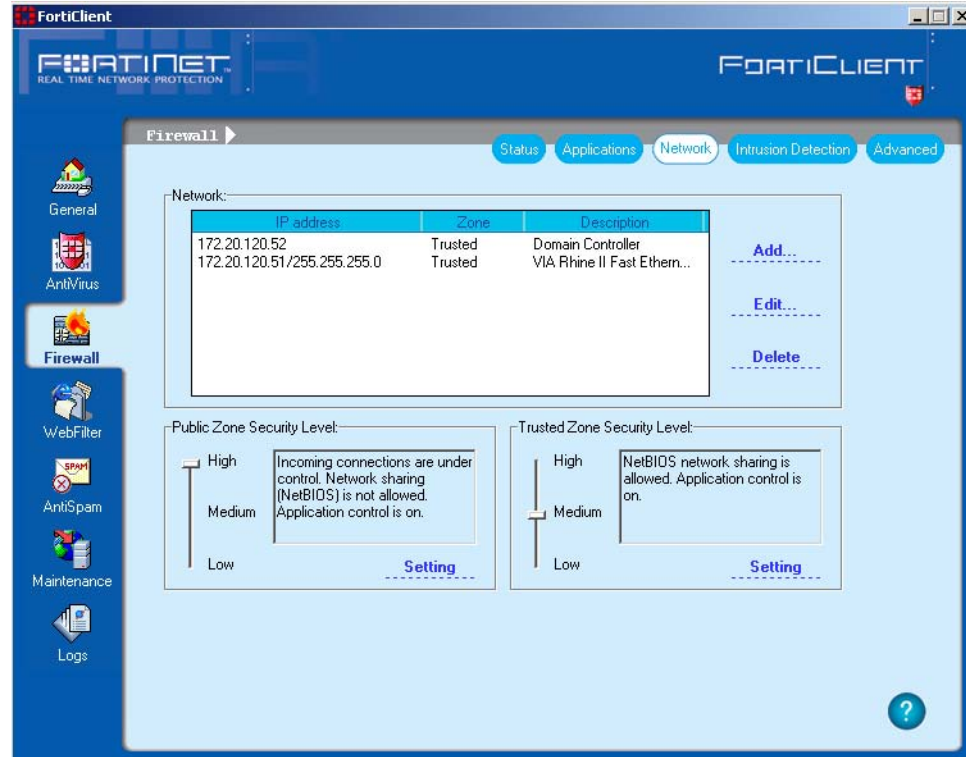 FortiClient
FORTINET
REAL TIME NETWORK PROTECTION
FORTICLIENT
Firewall
Status
Applications
Network
Intrusion Detection
Advanced
General
AntiVirus
Firewall
WebFilter
SPAM
AntiSpam
Maintenance
Logs
Network:
IP address Zone Description
172.20.120.52 Trusted Domain Controller
172.20.120.51/255.255.255.0 Trusted VIA Rhine II Fast Ethern...
Add...
Edit...
Delete
Public Zone Security Level:
High
Medium
Low
Incoming connections are under
control. Network sharing
(NetBIOS) is not allowed.
Application control is on.
Setting
Trusted Zone Security Level:
High
Medium
Low
NetBIOS network sharing is
allowed. Application control is
on.
Setting
?